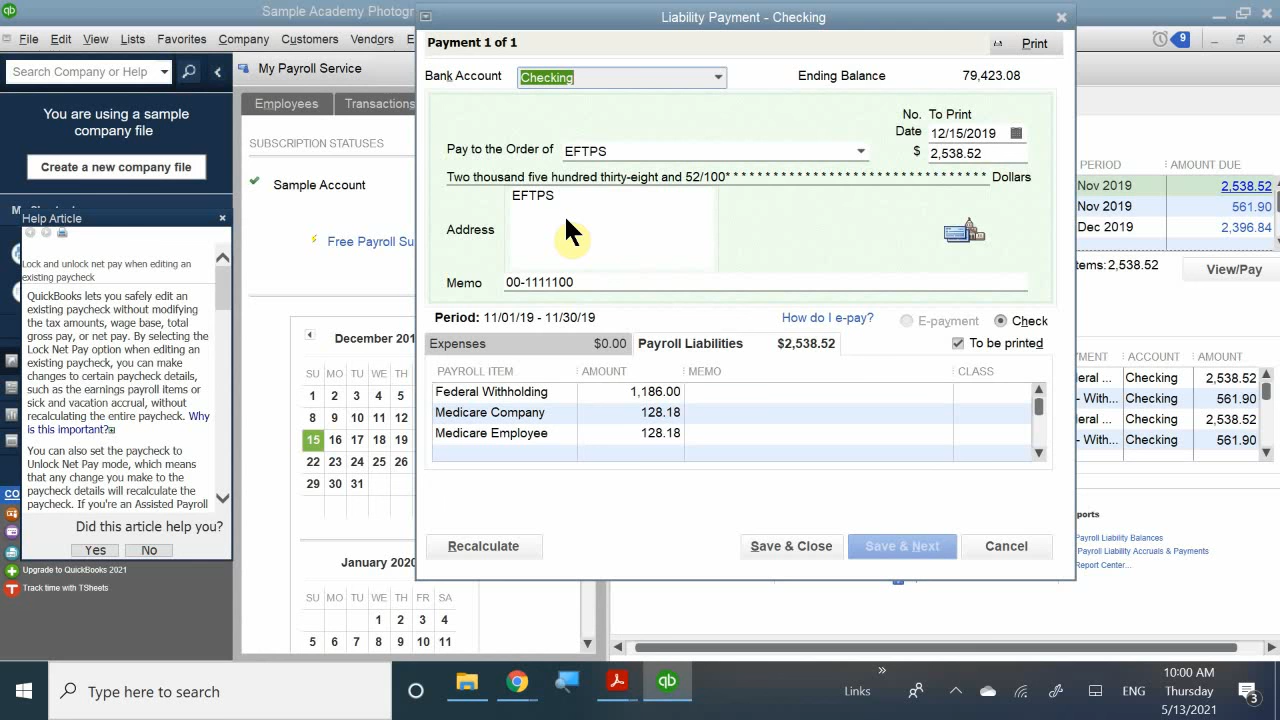 Sample Academy Photogr
Liability Payment - Checking
File Edit View Lists Favorites Company Customers Vendors E
9
Search Company or Help
My Payroll Service
You are using a sample
company file
Create a new company file
Employees Transactions
SUBSCRIPTION STATUSES
Sample Account
Free Payroll Su
Help Article
Lock and unlock net pay when editing an
existing paycheck
QuickBooks lets you safely edit an
existing paycheck without modifying
the tax amounts, wage base, total
gross pay, or net pay. By selecting the
Lock Net Pay option when editing an
existing paycheck, you can make
changes to certain paycheck details,
such as the earnings payroll items or
sick and vacation accrual, without
recalculating the entire paycheck. Why
is this important?
You can also set the paycheck to
Unlock Net Pay mode, which means
that any change you make to the
paycheck details will recalculate the
paycheck. If you're an Assisted Payroll
Did this article help you?
Yes No
Upgrade to QuickBooks 2021
Track time with TSheets
December 201
SU MO TU WE TH FR SA
1 2 3 4
8 9 10 11
15 16 17 18 19
22 23 24 25 26
29 30 31
January 2020
SU MO TU WE TH FR SA
1 2 3 4
5 6 7 8 9 10 11
Payment 1 of 1
Print
Bank Account Checking
Ending Balance 79,423.08
No. To Print
Date 12/15/2019
Pay to the Order of EFTPS
$ 2,538.52
Two thousand five hundred thirty-eight and 52/100* * * * * * * * * * * * * * * * * * * * * * * * * * * * * * Dollars
EFTPS
Address
Memo 00-1111100
Period: 11/01/19 - 11/30/19
How do I e-pay?
E-payment Check
Expenses $0.00 Payroll Liabilities $2,538.52
To be printed
PAYROLL ITEM AMOUNT MEMO CLASS
Federal Withholding 1,186.00
Medicare Company 128.18
Medicare Employee 128.18
Recalculate Save & Close Save & Next Cancel
PERIOD AMOUNT DUE
Nov 2019 2,538.52
Nov 2019 561.90
Dec 2019 2,396.84
tems: 2,538.52
View/Pay
YMENT ACCOUNT AMOUNT
eral ... Checking 2,538.52
- With... Checking 561.90
eral ... Checking 2,538.52
- With... Checking 561.90
ports
Payroll Liability Balances
Payroll Liability Accruals & Payments
Report Center...
Type here to search
Links
ENG
10:00 AM
Thursday
5/13/2021
3